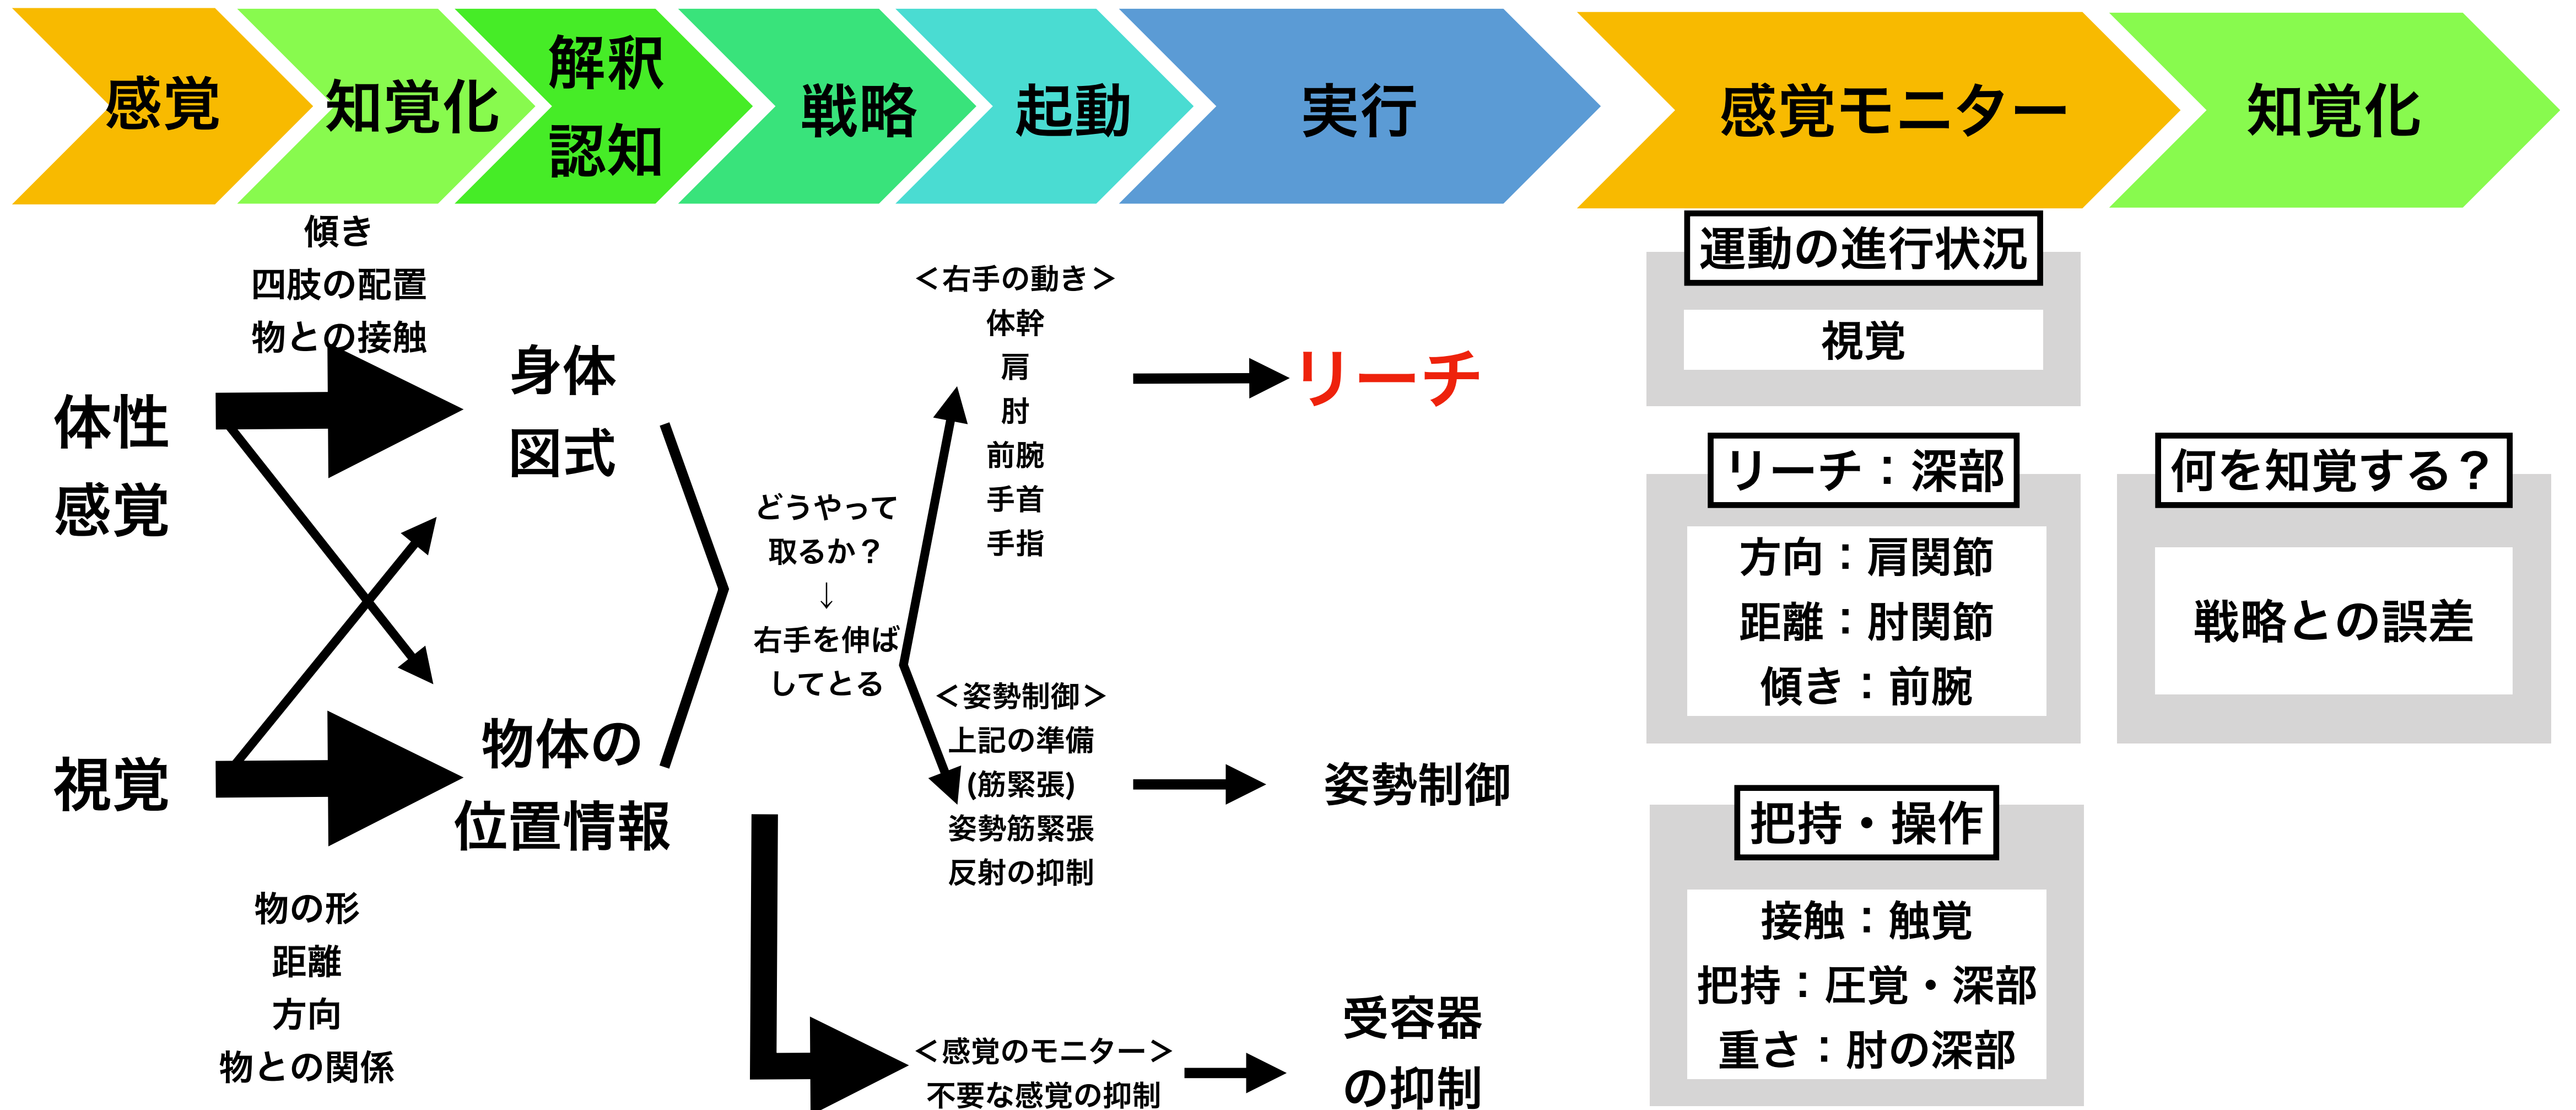 感覚
知覚化
解釈
認知
戦略
起動
実行
感覚モニター
知覚化
傾き
四肢の配置
物との接触
体性
感覚
視覚
物の形
距離
方向
物との関係
身体
図式
物体の
位置情報
どうやって
取るか？
↓
右手を伸ば
してとる
＜右手の動き＞
体幹
肩
肘
前腕
手首
手指
＜姿勢制御＞
上記の準備
(筋緊張)
姿勢筋緊張
反射の抑制
＜感覚のモニター＞
不要な感覚の抑制
リーチ
姿勢制御
受容器
の抑制
運動の進行状況
視覚
リーチ：深部
方向：肩関節
距離：肘関節
傾き：前腕
把持・操作
接触：触覚
把持：圧覚・深部
重さ：肘の深部
何を知覚する？
戦略との誤差